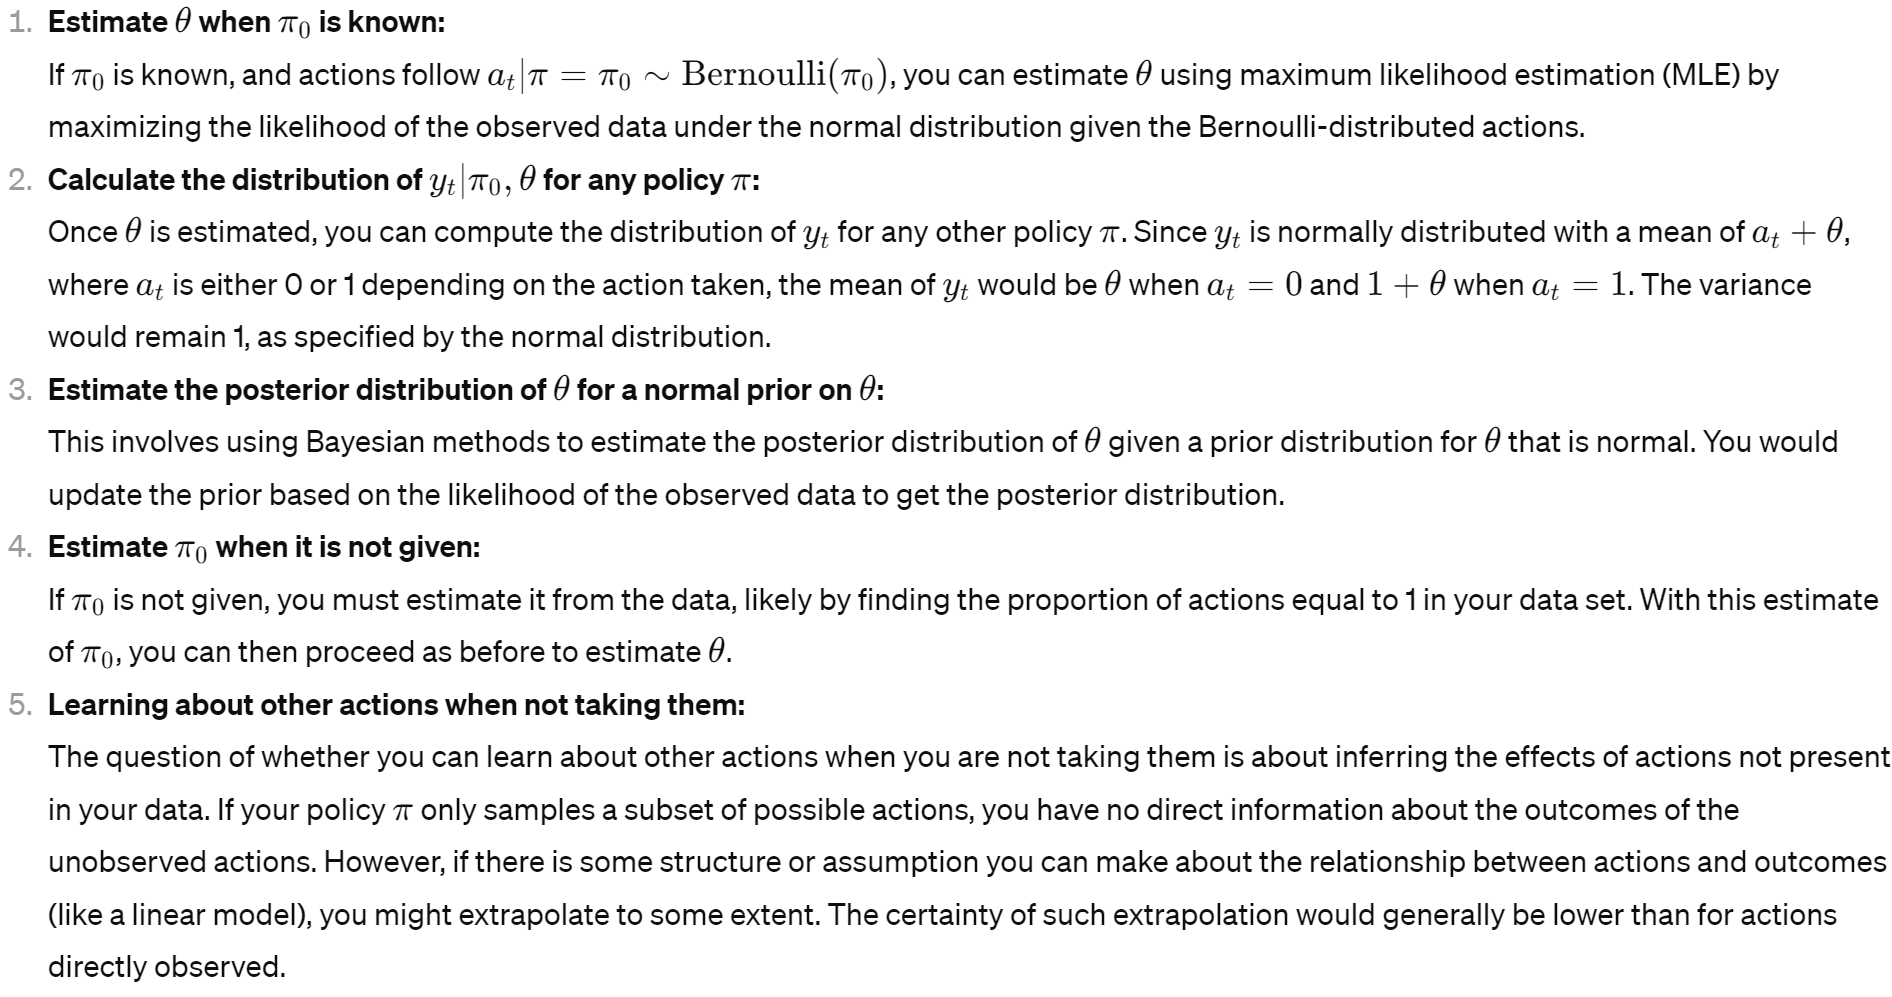 1. Estimate θ when π₀ is known:
If π₀ is known, and actions follow aₜ|π = π₀ ∼ Bernoulli(π₀), you can estimate θ using maximum likelihood estimation (MLE) by
maximizing the likelihood of the observed data under the normal distribution given the Bernoulli-distributed actions.
2. Calculate the distribution of yₜ|π₀, θ for any policy π:
Once θ is estimated, you can compute the distribution of yₜ for any other policy π. Since yₜ is normally distributed with a mean of aₜ + θ,
where aₜ is either 0 or 1 depending on the action taken, the mean of yₜ would be θ when aₜ = 0 and 1 + θ when aₜ = 1. The variance
would remain 1, as specified by the normal distribution.
3. Estimate the posterior distribution of θ for a normal prior on θ:
This involves using Bayesian methods to estimate the posterior distribution of θ given a prior distribution for θ that is normal. You would
update the prior based on the likelihood of the observed data to get the posterior distribution.
4. Estimate π₀ when it is not given:
If π₀ is not given, you must estimate it from the data, likely by finding the proportion of actions equal to 1 in your data set. With this estimate
of π₀, you can then proceed as before to estimate θ.
5. Learning about other actions when not taking them:
The question of whether you can learn about other actions when you are not taking them is about inferring the effects of actions not present
in your data. If your policy π only samples a subset of possible actions, you have no direct information about the outcomes of the
unobserved actions. However, if there is some structure or assumption you can make about the relationship between actions and outcomes
(like a linear model), you might extrapolate to some extent. The certainty of such extrapolation would generally be lower than for actions
directly observed.